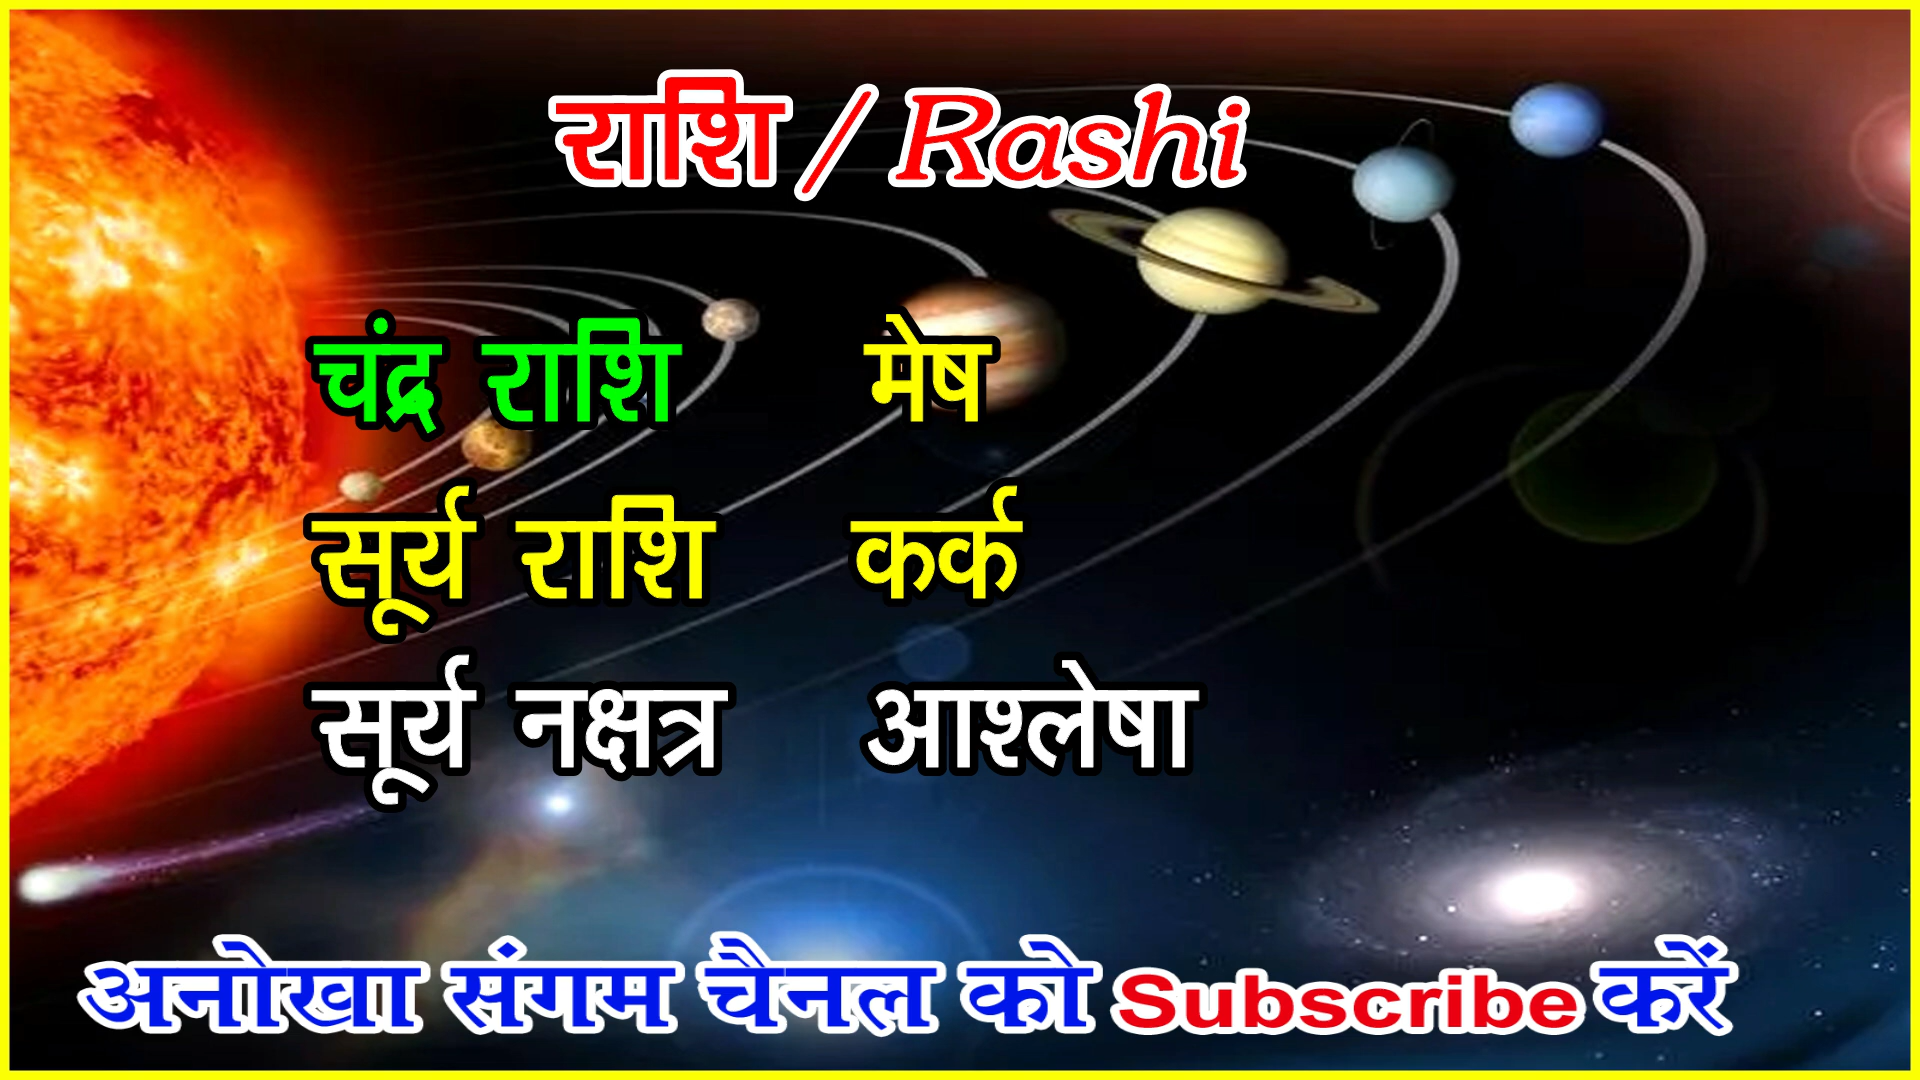 राशि / Rashi
चंद्र राशि मेष
सूर्य राशि कर्क
सूर्य नक्षत्र आश्लेषा
अनोखा संगम चैनल को Subscribe करें